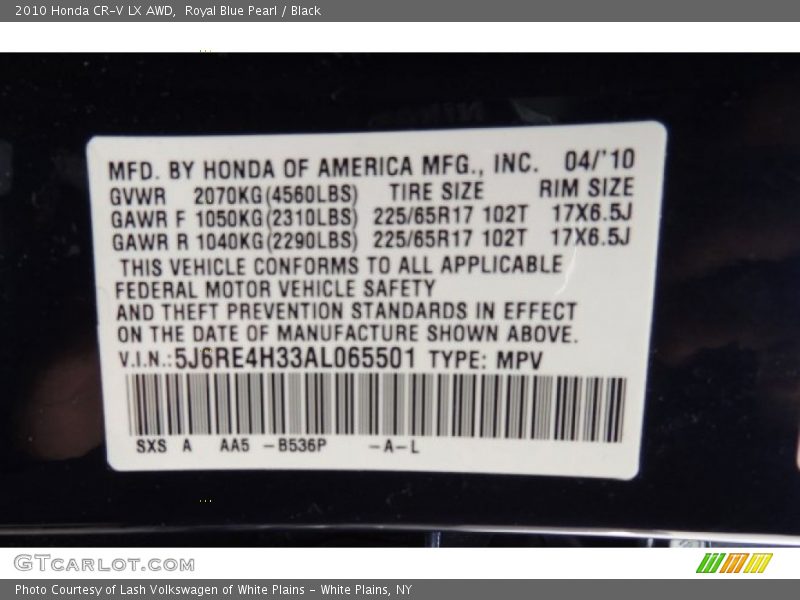 2010 Honda CR-V LX AWD,  Royal Blue Pearl / Black
MFD. BY HONDA OF AMERICA MFG., INC. 04/'10
GVWR 2070KG(4560LBS) TIRE SIZE RIM SIZE
GAWR F 1050KG(2310LBS) 225/65R17 102T 17X6.5J
GAWR R 1040KG(2290LBS) 225/65R17 102T 17X6.5J
THIS VEHICLE CONFORMS TO ALL APPLICABLE
FEDERAL MOTOR VEHICLE SAFETY
AND THEFT PREVENTION STANDARDS IN EFFECT
ON THE DATE OF MANUFACTURE SHOWN ABOVE.
V.I.N.:5J6RE4H33AL065501 TYPE: MPV
SXS A AA5 -B536P -A-L
GTCARLOT.COM
Photo Courtesy of Lash Volkswagen of White Plains - White Plains, NY